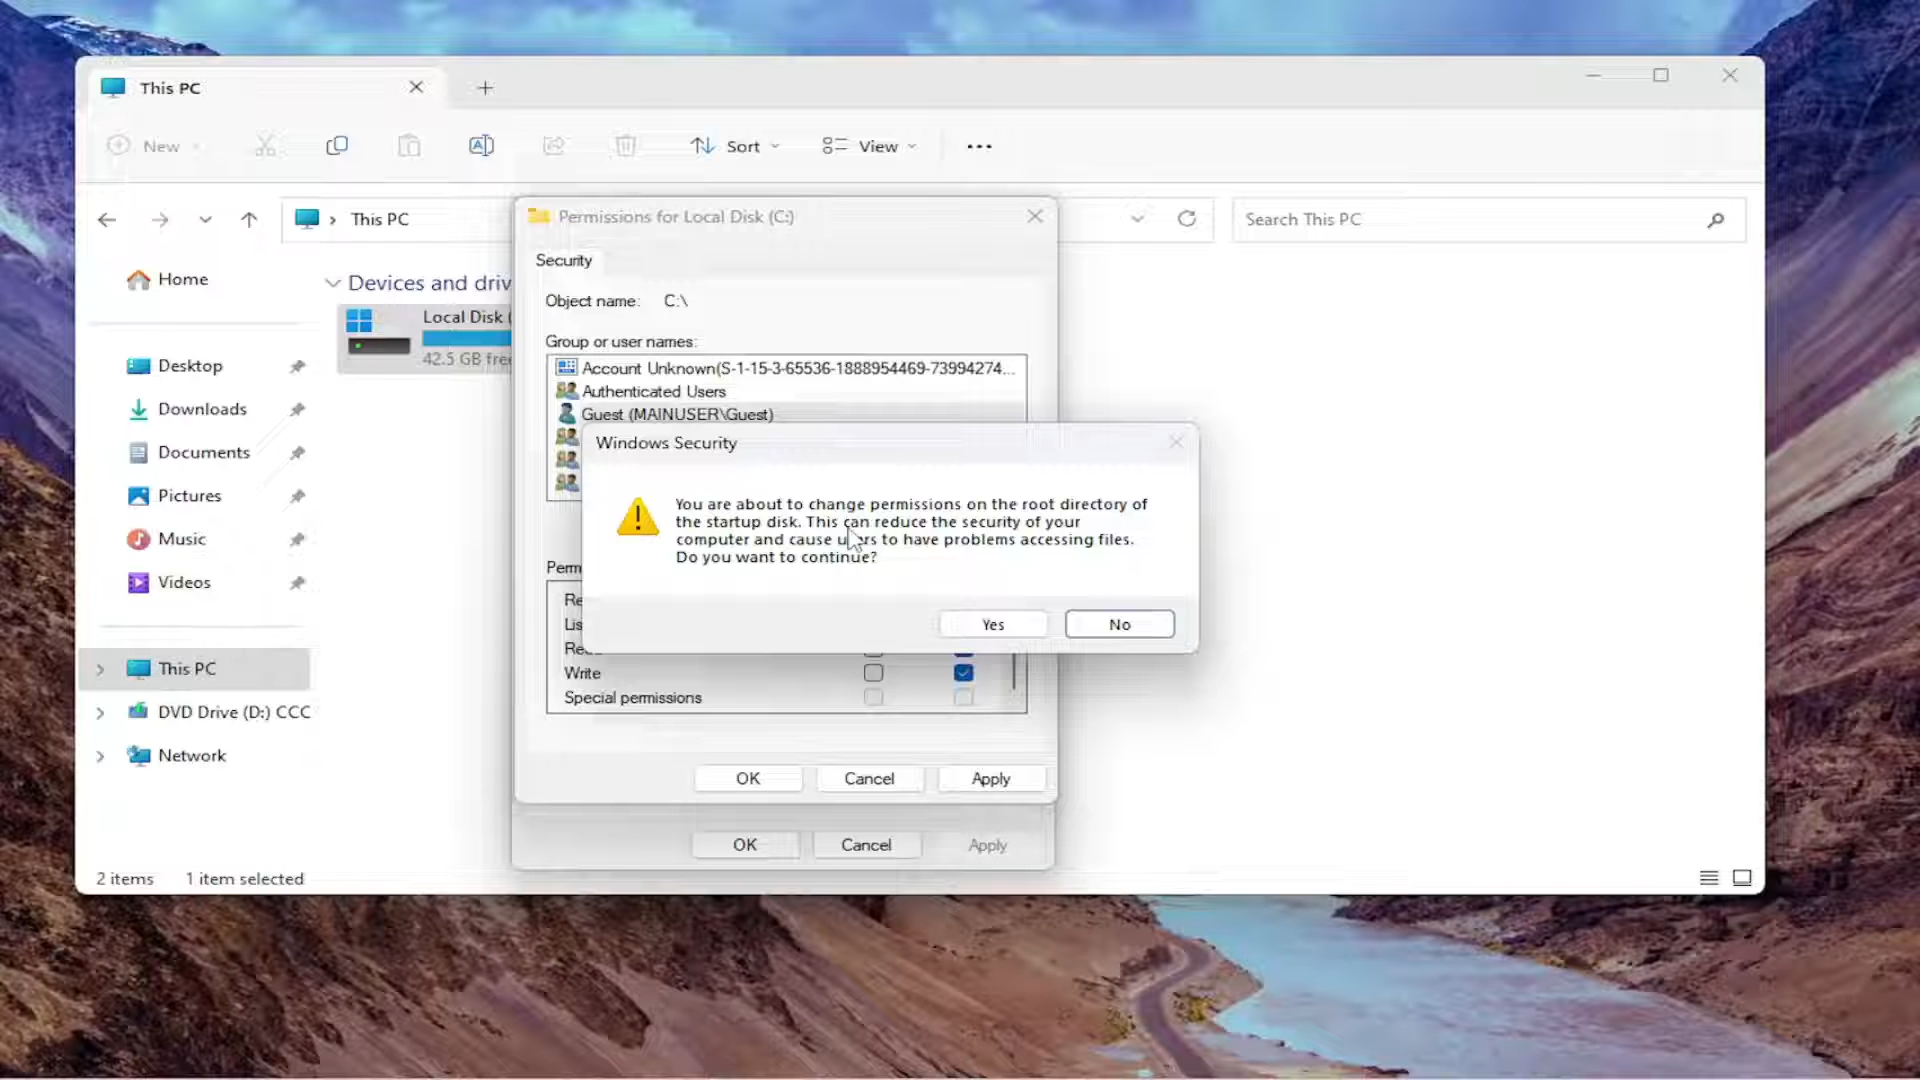 This PC
New
Sort
View
This PC
Search This PC
Permissions for Local Disk (C:)
Security
Object name: C:\
Group or user names:
Account Unknown(S-1-15-3-65536-1888954469-73994274...
Authenticated Users
Guest (MAINUSER\Guest)
Home
Desktop
Downloads
Documents
Pictures
Music
Videos
This PC
DVD Drive (D:) CCC
Network
Devices and driv
Local Disk (
42.5 GB free
Windows Security
You are about to change permissions on the root directory of
the startup disk. This can reduce the security of your
computer and cause users to have problems accessing files.
Do you want to continue?
Yes No
Perm
Re
Lis
Read
Write
Special permissions
OK Cancel Apply
OK Cancel Apply
2 items 1 item selected